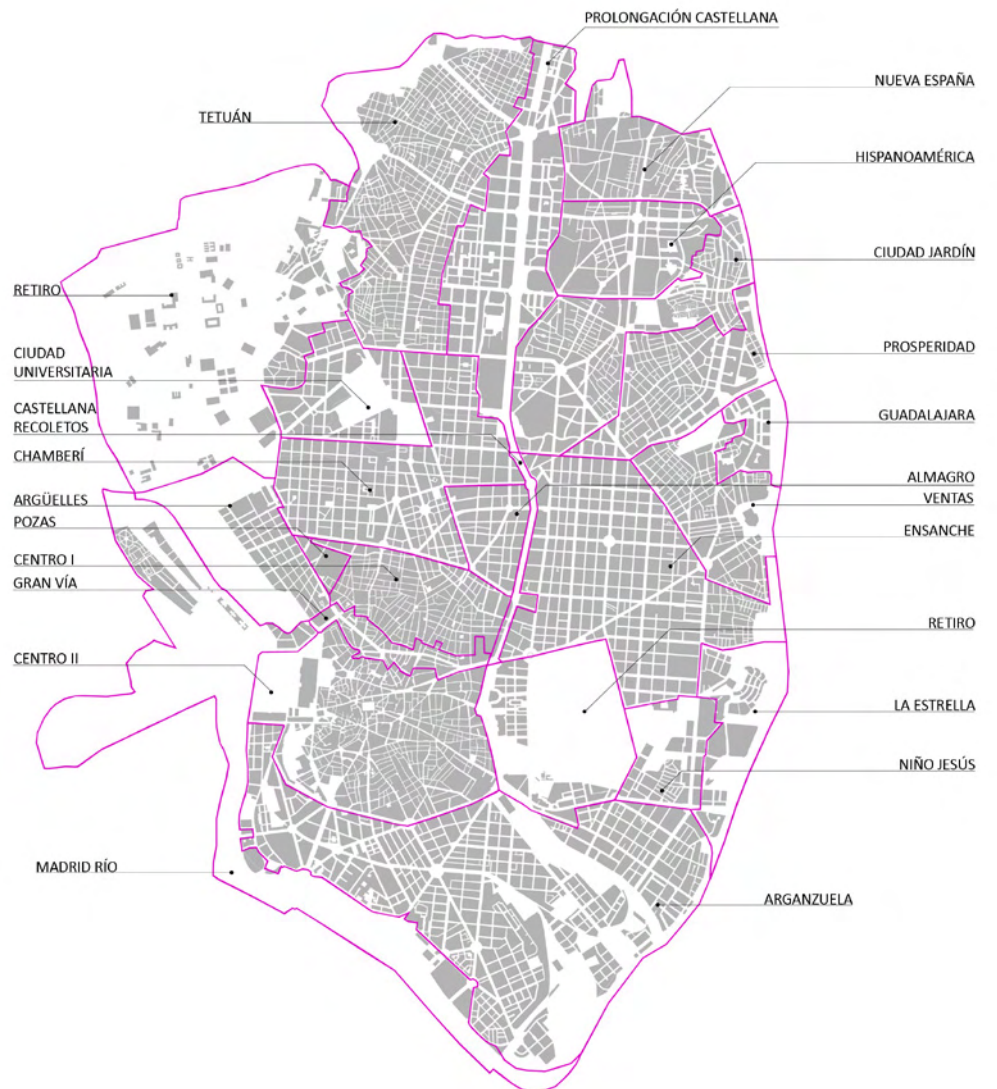 PROLONGACIÓN CASTELLANA
NUEVA ESPAÑA
TETUÁN
HISPANOAMÉRICA
CIUDAD JARDÍN
RETIRO
PROSPERIDAD
CIUDAD
UNIVERSITARIA
CASTELLANA
RECOLETOS
GUADALAJARA
CHAMBERÍ
ALMAGRO
ARGÜELLES
VENTAS
POZAS
ENSANCHE
CENTRO I
GRAN VÍA
RETIRO
CENTRO II
LA ESTRELLA
NIÑO JESÚS
MADRID RÍO
ARGANZUELA